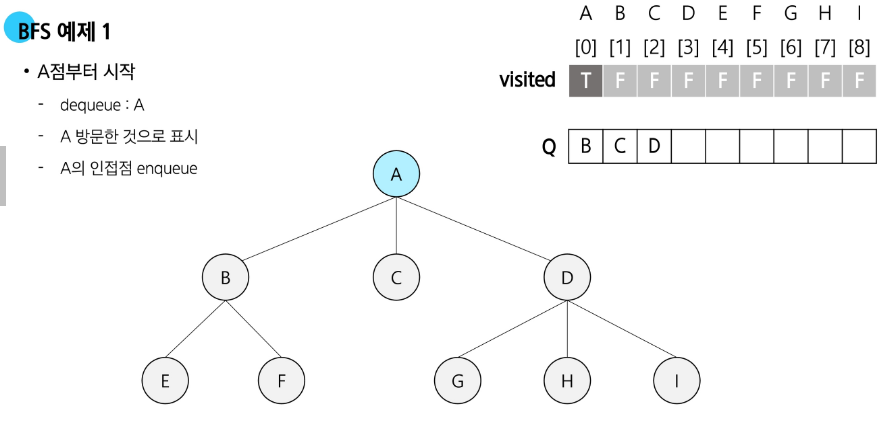 BFS 예제 1
• A점부터 시작
- dequeue : A
- A 방문한 것으로 표시
- A의 인접점 enqueue
A B C D E F G H I
[0] [1] [2] [3] [4] [5] [6] [7] [8]
visited T F F F F F F F F
Q B C D
A
B C D
E F G H I